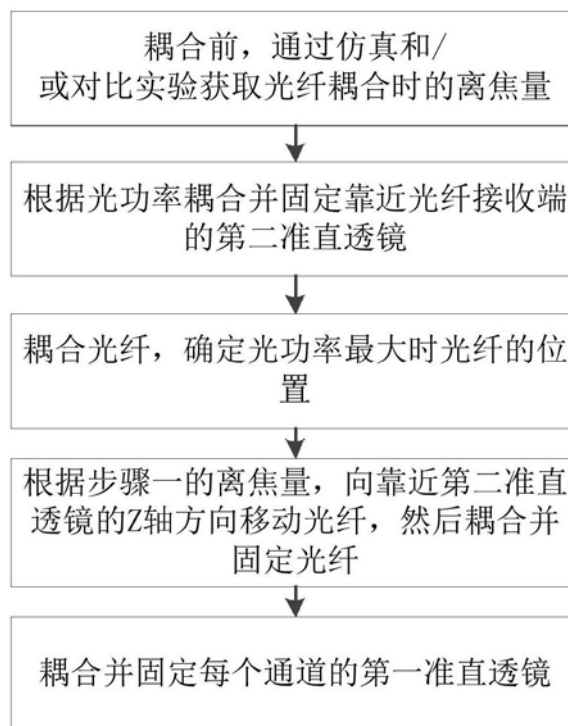 耦合前，通过仿真和/
或对比实验获取光纤耦合时的离焦量
根据光功率耦合并固定靠近光纤接收端
的第二准直透镜
耦合光纤，确定光功率最大时光纤的位
置
根据步骤一的离焦量，向靠近第二准直
透镜的Z轴方向移动光纤，然后耦合并
固定光纤
耦合并固定每个通道的第一准直透镜